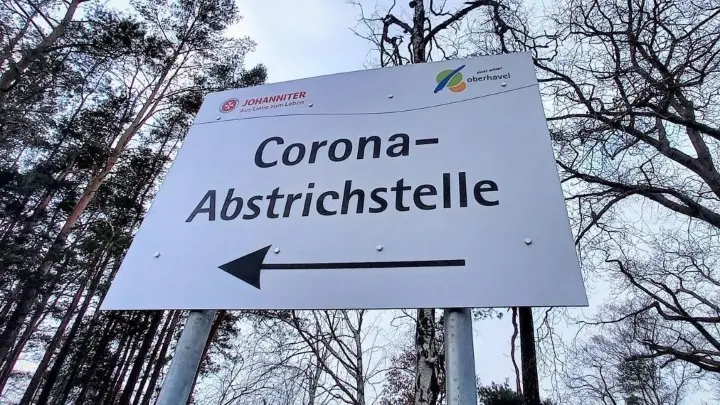 JOHANNITER
Aus Liebe zum Leben
oberhavel
Corona-
Abstrichstelle